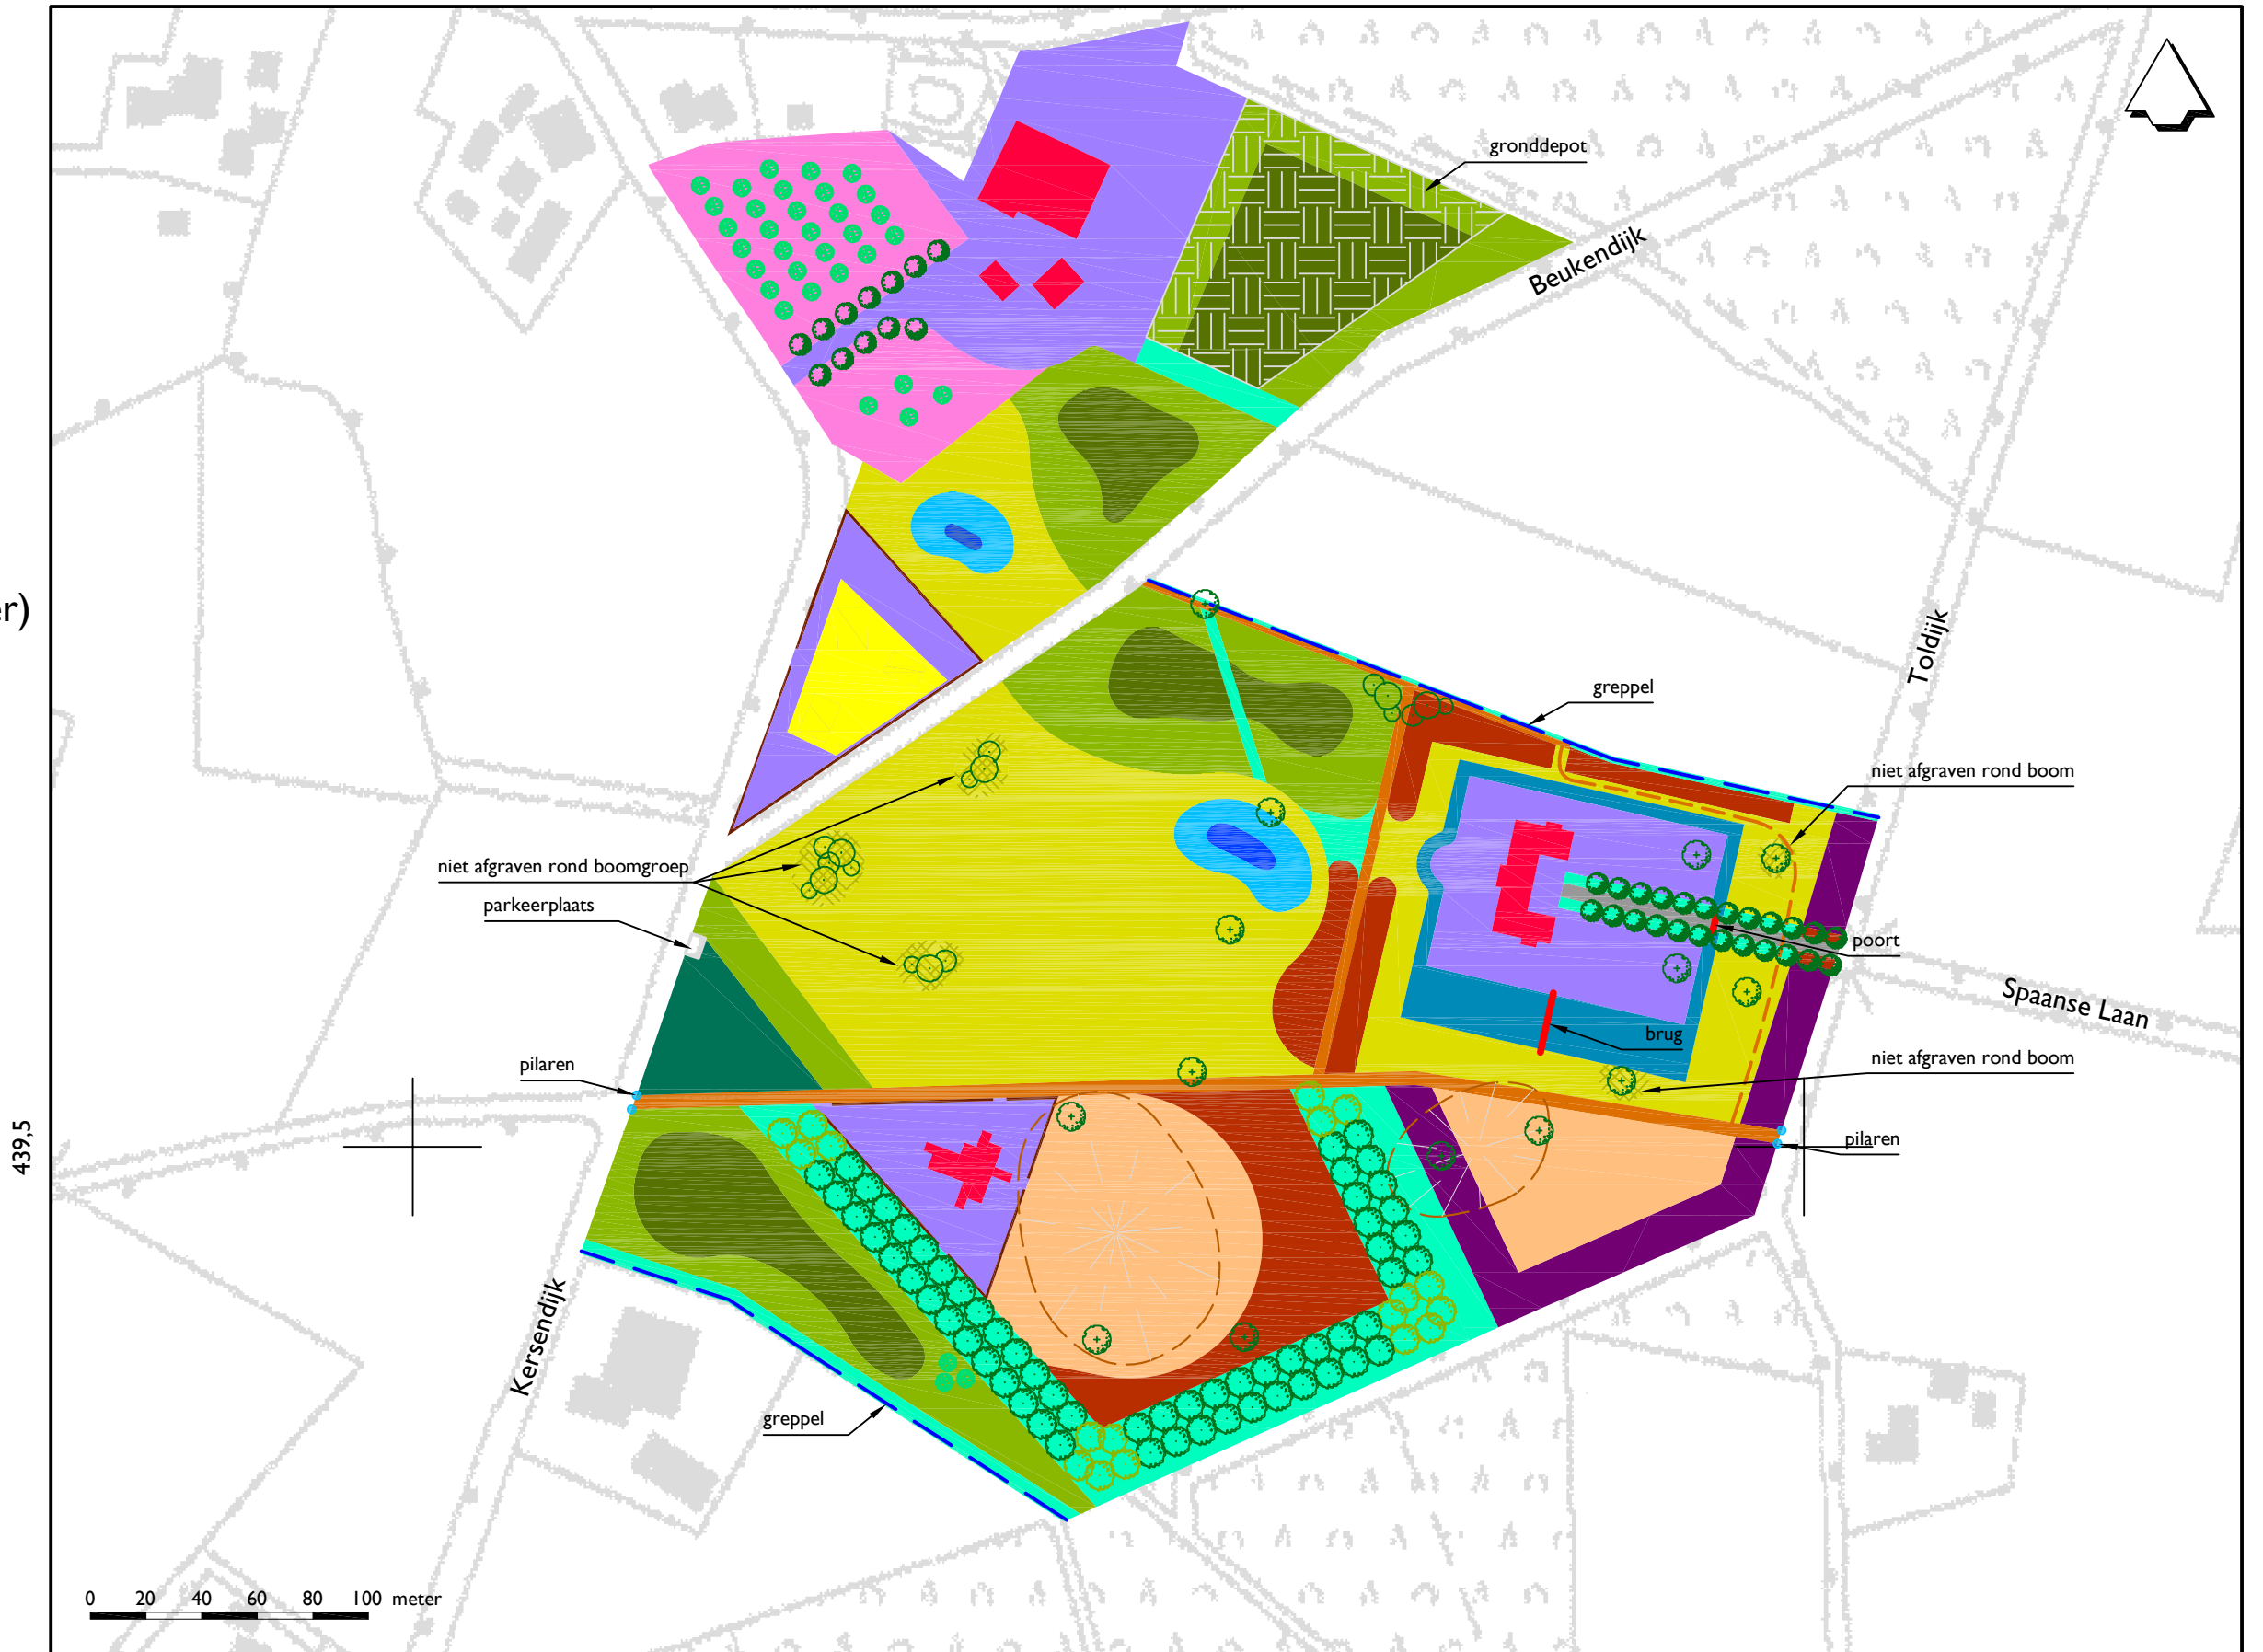 gronddepot
Beukendijk
er)
Toldijk
greppel
niet afgraven rond boom
niet afgraven rond boomgroep
parkeerplaats
poort
Spaanse Laan
brug
niet afgraven rond boom
pilaren
439,5
pilaren
Kersendijk
greppel
0 20 40 60 80 100 meter